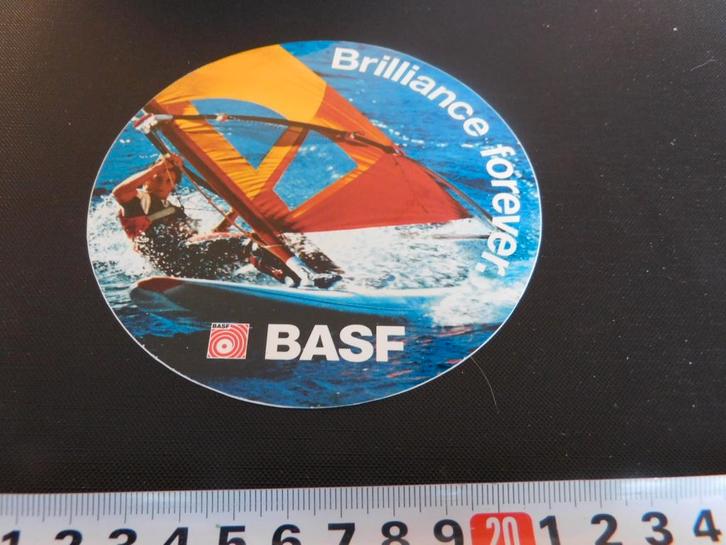 Brilliance forever.
BASF
BASF
1 2 3 4 5 6 7 8 9 20 1 2 3 4